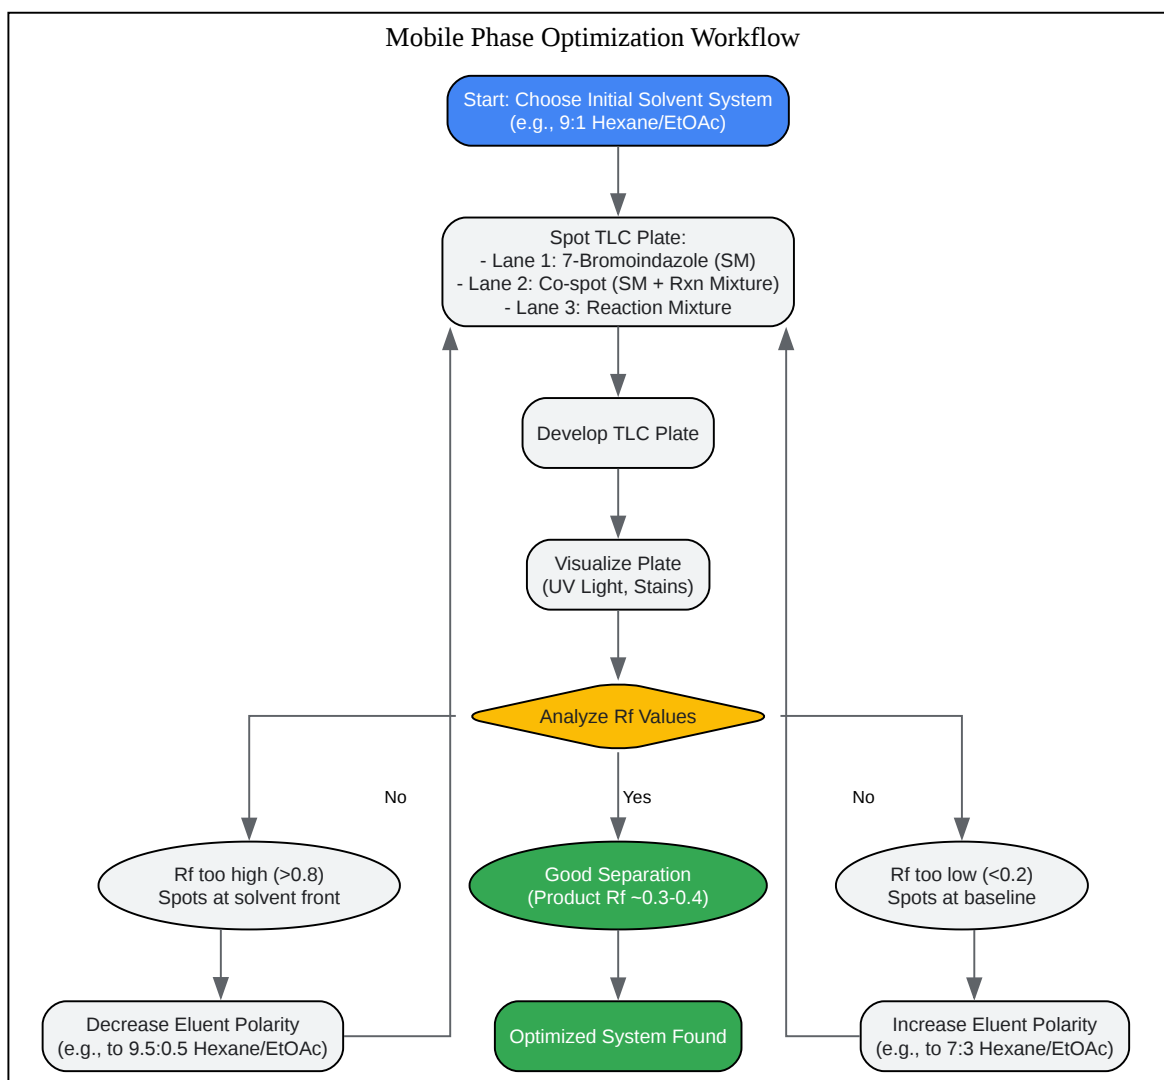 Mobile Phase Optimization Workflow
Start: Choose Initial Solvent System
(e.g., 9:1 Hexane/EtOAc)
Spot TLC Plate:
- Lane 1: 7-Bromoindazole (SM)
- Lane 2: Co-spot (SM + Rxn Mixture)
- Lane 3: Reaction Mixture
Develop TLC Plate
Visualize Plate
(UV Light, Stains)
Analyze Rf Values
No
Yes
No
Rf too high (>0.8)
Spots at solvent front
Good Separation
(Product Rf ~0.3-0.4)
Rf too low (<0.2)
Spots at baseline
Decrease Eluent Polarity
(e.g., to 9.5:0.5 Hexane/EtOAc)
Optimized System Found
Increase Eluent Polarity
(e.g., to 7:3 Hexane/EtOAc)